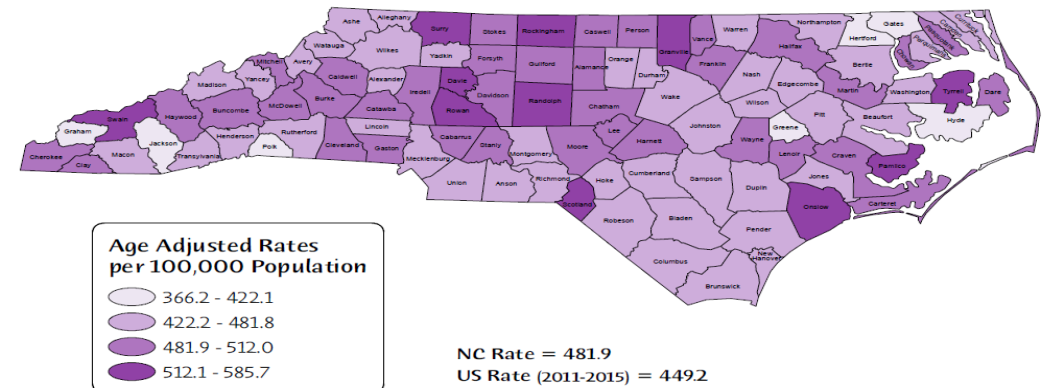 Ashe
Alleghany
Surry
Stokes
Rockingham
Caswell
Person
Granville
Vance
Warren
Northampton
Hertford
Gates
Currituck
Camden
Pasquotank
Perquimans
Chowan
Watauga
Wilkes
Yadkin
Forsyth
Guilford
Alamance
Orange
Durham
Franklin
Halifax
Bertie
Mitchell
Avery
Madison
Yancey
Caldwell
Alexander
Iredell
Davie
Davidson
Randolph
Chatham
Wake
Nash
Edgecombe
Martin
Washington
Tyrrell
Dare
Swain
Haywood
Buncombe
McDowell
Burke
Catawba
Rowan
Wilson
Pitt
Beaufort
Hyde
Graham
Jackson
Henderson
Rutherford
Lincoln
Cabarrus
Stanly
Montgomery
Moore
Lee
Harnett
Johnston
Wayne
Greene
Lenoir
Craven
Pamlico
Cherokee
Clay
Macon
Transylvania
Polk
Cleveland
Gaston
Mecklenburg
Union
Anson
Richmond
Scotland
Hoke
Cumberland
Sampson
Duplin
Jones
Onslow
Carteret
Robeson
Bladen
Pender
New
Hanover
Columbus
Brunswick
Age Adjusted Rates
per 100,000 Population
366.2 - 422.1
422.2 - 481.8
481.9 - 512.0
512.1 - 585.7
NC Rate = 481.9
US Rate (2011-2015) = 449.2